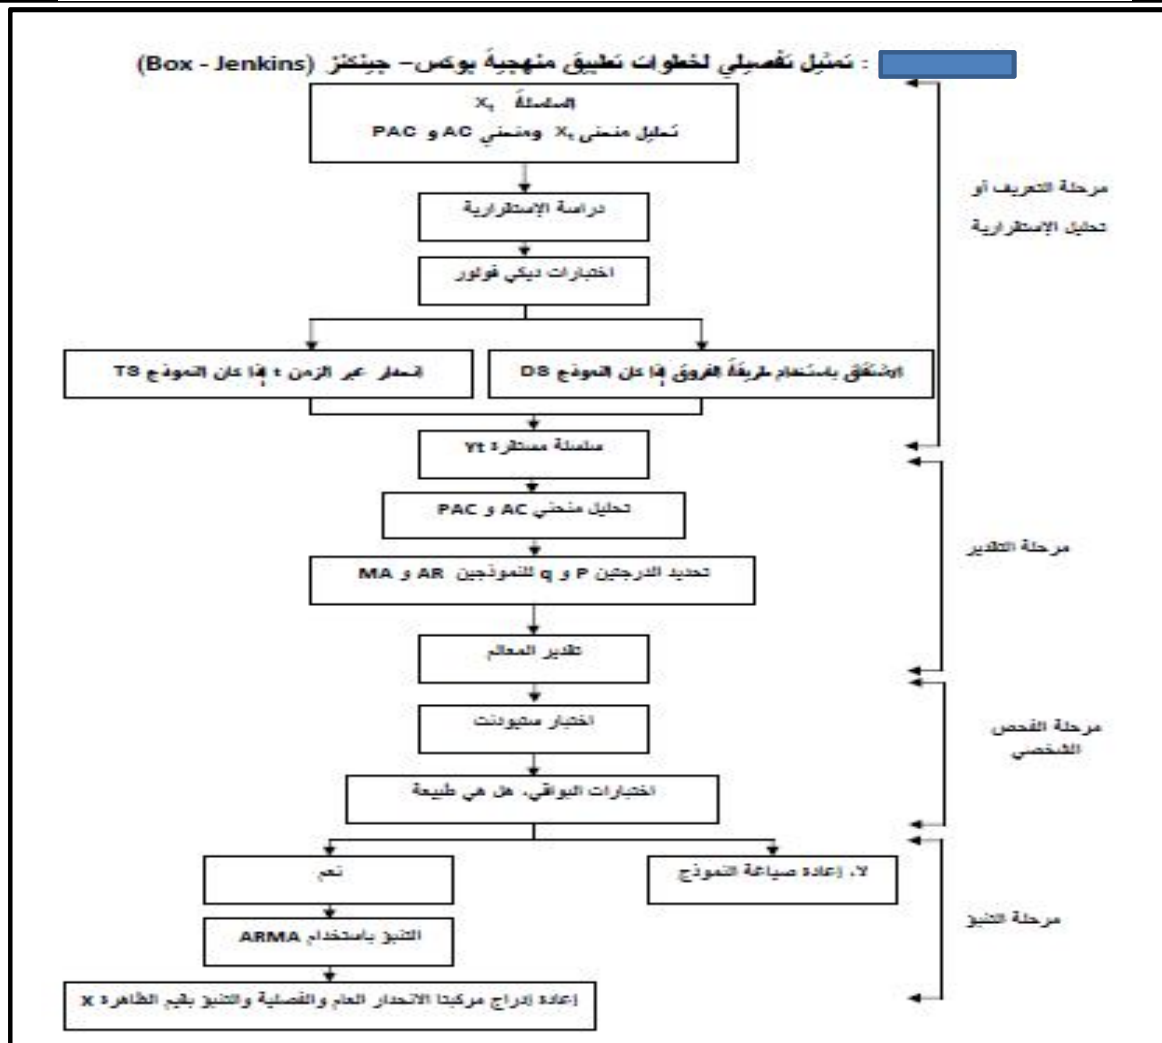 : تمثيل تفصيلي لخطوات تطبيق منهجية بوكس– جينكنز (Box - Jenkins)
السلسلة Xt
تحليل منحنى Xt ومنحني AC و PAC
دراسة الإستقرارية
اختبارات ديكي فولور
الاشتقاق باستخدام طريقة الفروق إذا كان النموذج DS
انحدار عبر الزمن t إذا كان النموذج TS
سلسلة مستقرة Yt
تحليل منحني AC و PAC
تحديد الدرجتين P و q للنموذجين AR و MA
تقدير المعالم
اختبار ستيودنت
اختبارات البواقي، هل هي طبيعة
لا، إعادة صياغة النموذج
نعم
التنبؤ باستخدام ARMA
إعادة إدراج مركبتا الانحدار العام والفصلية والتنبؤ بقيم الظاهرة X
مرحلة التعريف أو
تحليل الإستقرارية
مرحلة التقدير
مرحلة الفحص
الشخصي
مرحلة التنبؤ